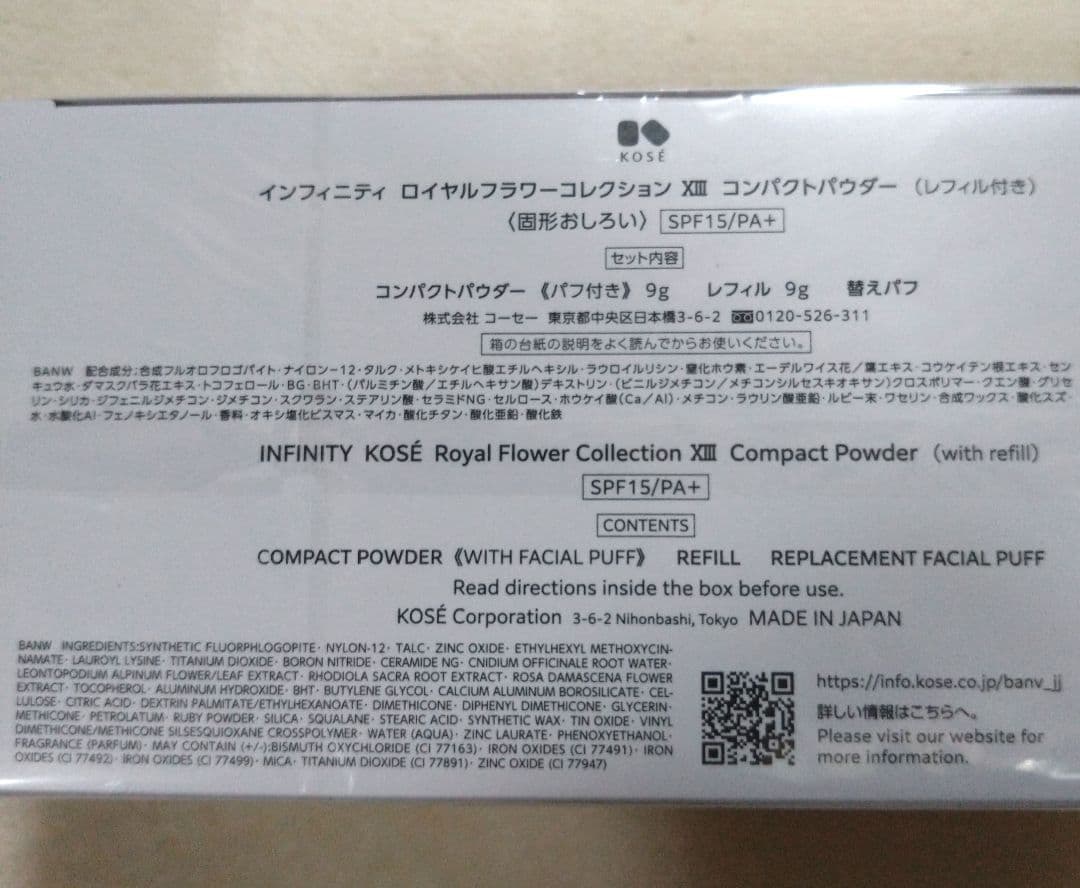 KOSÉ
インフィニティ ロイヤルフラワーコレクション XIII コンパクトパウダー （レフィル付き）
〈固形おしろい〉 SPF15/PA+
セット内容
コンパクトパウダー 《パフ付き》 9g レフィル 9g 替えパフ
株式会社 コーセー 東京都中央区日本橋3-6-2 0120-526-311
箱の台紙の説明をよく読んでからお使いください。
BANW 配合成分:合成フルオロフロゴパイト・ナイロン-12・タルク・メトキシケイヒ酸エチルヘキシル・ラウロイルリシン・窒化ホウ素・エーデルワイス花/葉エキス・コウケイテン根エキス・セン
キュウ水・ダマスクバラ花エキス・トコフェロール・BG・BHT・(パルミチン酸/エチルヘキサン酸)デキストリン・(ビニルジメチコン/メチコンシルセスキオキサン)クロスポリマー・クエン酸・グリセ
リン・シリカ・ジフェニルジメチコン・ジメチコン・スクワラン・ステアリン酸・セラミドNG・セルロース・ホウケイ酸(Ca/Al)・メチコン・ラウリン酸亜鉛・ルビー末・ワセリン・合成ワックス・酸化スズ・
水・水酸化Al・フェノキシエタノール・香料・オキシ塩化ビスマス・マイカ・酸化チタン・酸化亜鉛・酸化鉄
INFINITY KOSÉ Royal Flower Collection XIII Compact Powder (with refill)
SPF15/PA+
CONTENTS
COMPACT POWDER 《WITH FACIAL PUFF》 REFILL REPLACEMENT FACIAL PUFF
Read directions inside the box before use.
KOSÉ Corporation 3-6-2 Nihonbashi, Tokyo MADE IN JAPAN
BANW INGREDIENTS:SYNTHETIC FLUORPHLOGOPITE· NYLON-12· TALC· ZINC OXIDE· ETHYLHEXYL METHOXYCIN-
NAMATE· LAUROYL LYSINE· TITANIUM DIOXIDE· BORON NITRIDE· CERAMIDE NG· CNIDIUM OFFICINALE ROOT WATER·
LEONTOPODIUM ALPINUM FLOWER/LEAF EXTRACT· RHODIOLA SACRA ROOT EXTRACT· ROSA DAMASCENA FLOWER
EXTRACT· TOCOPHEROL· ALUMINUM HYDROXIDE· BHT· BUTYLENE GLYCOL· CALCIUM ALUMINUM BOROSILICATE· CEL-
LULOSE· CITRIC ACID· DEXTRIN PALMITATE/ETHYLHEXANOATE· DIMETHICONE· DIPHENYL DIMETHICONE· GLYCERIN·
METHICONE· PETROLATUM· RUBY POWDER· SILICA· SQUALANE· STEARIC ACID· SYNTHETIC WAX· TIN OXIDE· VINYL
DIMETHICONE/METHICONE SILSESQUIOXANE CROSSPOLYMER· WATER (AQUA)· ZINC LAURATE· PHENOXYETHANOL·
FRAGRANCE (PARFUM)· MAY CONTAIN (+/-):BISMUTH OXYCHLORIDE (CI 77163)· IRON OXIDES (CI 77491)· IRON
OXIDES (CI 77492)· IRON OXIDES (CI 77499)· MICA· TITANIUM DIOXIDE (CI 77891)· ZINC OXIDE (CI 77947)
https://info.kose.co.jp/banv_jj
詳しい情報はこちらへ。
Please visit our website for
more information.